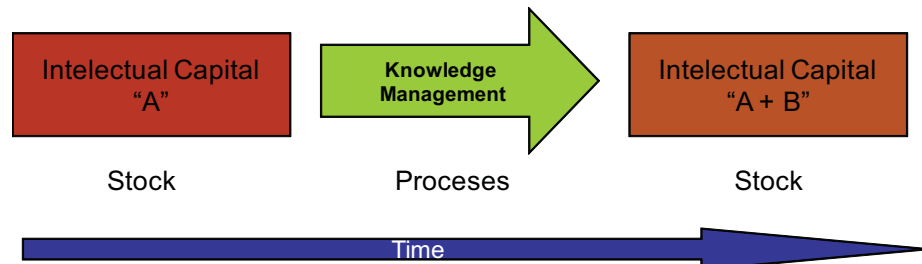 Intelectual Capital
“A”
Knowledge
Management
Intelectual Capital
“A + B”
Stock
Proceses
Stock
Time